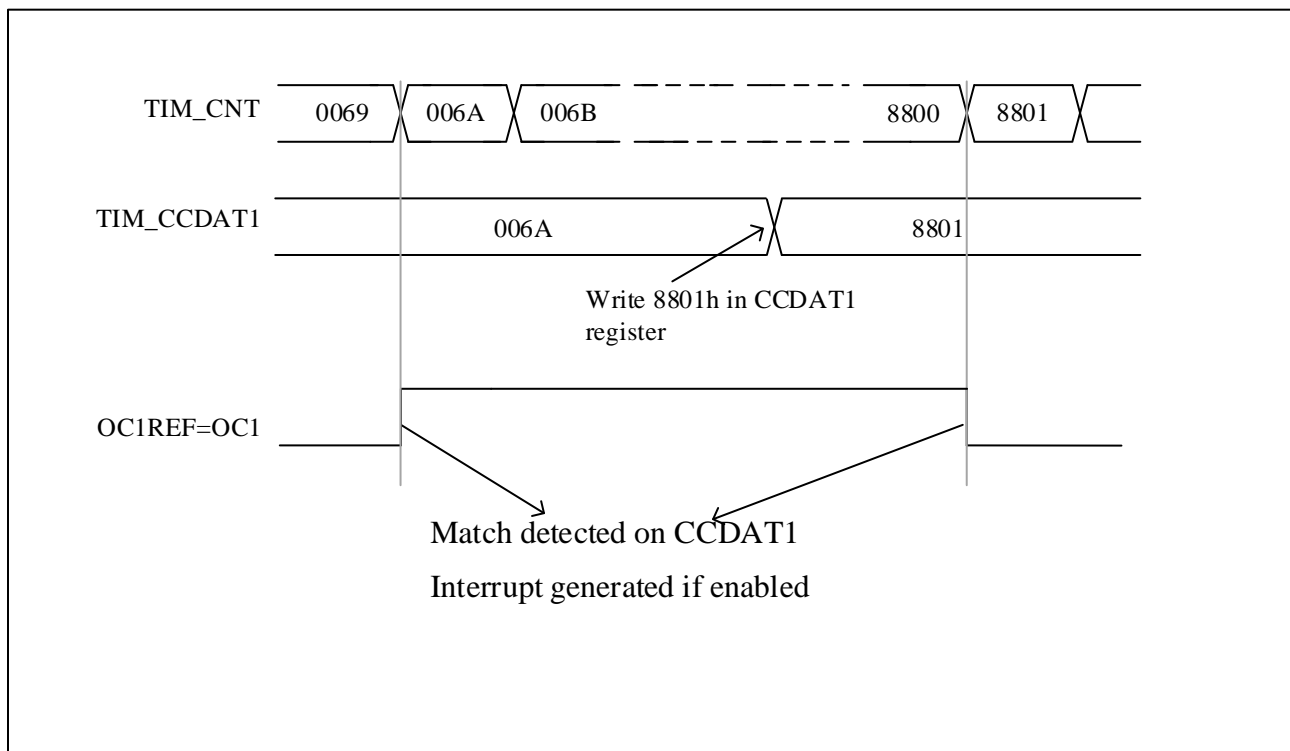 TIM_CNT 0069 006A 006B 8800 8801
TIM_CCDAT1 006A 8801
Write 8801h in CCDAT1
register
OC1REF=OC1
Match detected on CCDAT1
Interrupt generated if enabled